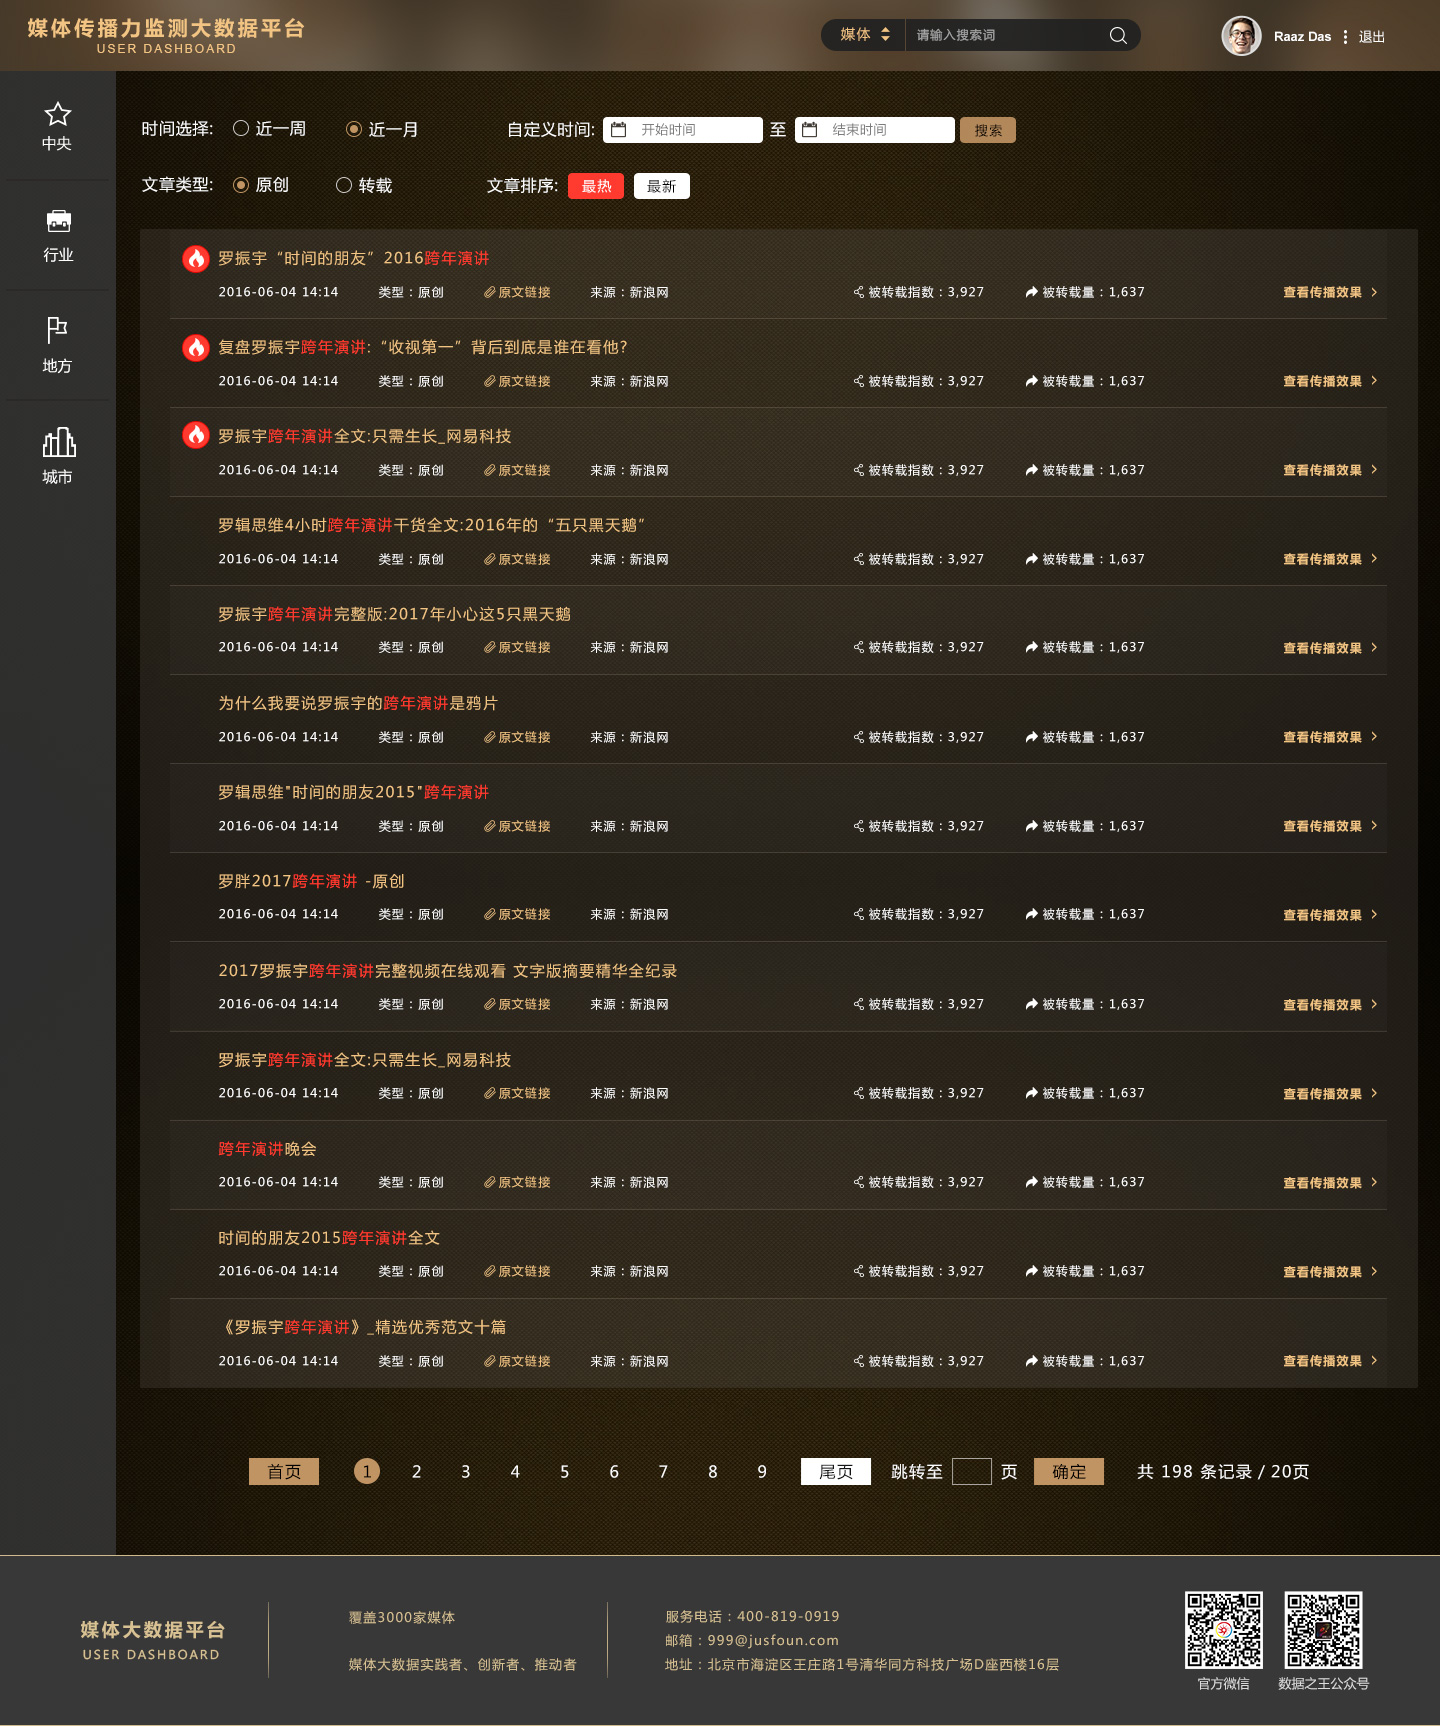 媒体传播力监测大数据平台
USER DASHBOARD
媒体 请输入搜索词
Raaz Das 退出
中央
行业
地方
城市
时间选择: 近一周 近一月 自定义时间: 开始时间 至 结束时间 搜索
文章类型: 原创 转载 文章排序: 最热 最新
罗振宇“时间的朋友”2016跨年演讲
2016-06-04 14:14 类型：原创 原文链接 来源：新浪网 被转载指数：3,927 被转载量：1,637 查看传播效果
复盘罗振宇跨年演讲:“收视第一”背后到底是谁在看他?
2016-06-04 14:14 类型：原创 原文链接 来源：新浪网 被转载指数：3,927 被转载量：1,637 查看传播效果
罗振宇跨年演讲全文:只需生长_网易科技
2016-06-04 14:14 类型：原创 原文链接 来源：新浪网 被转载指数：3,927 被转载量：1,637 查看传播效果
罗辑思维4小时跨年演讲干货全文:2016年的“五只黑天鹅”
2016-06-04 14:14 类型：原创 原文链接 来源：新浪网 被转载指数：3,927 被转载量：1,637 查看传播效果
罗振宇跨年演讲完整版:2017年小心这5只黑天鹅
2016-06-04 14:14 类型：原创 原文链接 来源：新浪网 被转载指数：3,927 被转载量：1,637 查看传播效果
为什么我要说罗振宇的跨年演讲是鸦片
2016-06-04 14:14 类型：原创 原文链接 来源：新浪网 被转载指数：3,927 被转载量：1,637 查看传播效果
罗辑思维"时间的朋友2015"跨年演讲
2016-06-04 14:14 类型：原创 原文链接 来源：新浪网 被转载指数：3,927 被转载量：1,637 查看传播效果
罗胖2017跨年演讲 -原创
2016-06-04 14:14 类型：原创 原文链接 来源：新浪网 被转载指数：3,927 被转载量：1,637 查看传播效果
2017罗振宇跨年演讲完整视频在线观看 文字版摘要精华全纪录
2016-06-04 14:14 类型：原创 原文链接 来源：新浪网 被转载指数：3,927 被转载量：1,637 查看传播效果
罗振宇跨年演讲全文:只需生长_网易科技
2016-06-04 14:14 类型：原创 原文链接 来源：新浪网 被转载指数：3,927 被转载量：1,637 查看传播效果
跨年演讲晚会
2016-06-04 14:14 类型：原创 原文链接 来源：新浪网 被转载指数：3,927 被转载量：1,637 查看传播效果
时间的朋友2015跨年演讲全文
2016-06-04 14:14 类型：原创 原文链接 来源：新浪网 被转载指数：3,927 被转载量：1,637 查看传播效果
《罗振宇跨年演讲》_精选优秀范文十篇
2016-06-04 14:14 类型：原创 原文链接 来源：新浪网 被转载指数：3,927 被转载量：1,637 查看传播效果
首页 1 2 3 4 5 6 7 8 9 尾页 跳转至 页 确定 共 198 条记录 / 20页
媒体大数据平台
USER DASHBOARD
覆盖3000家媒体
媒体大数据实践者、创新者、推动者
服务电话：400-819-0919
邮箱：999@jusfoun.com
地址：北京市海淀区王庄路1号清华同方科技广场D座西楼16层
官方微信 数据之王公众号